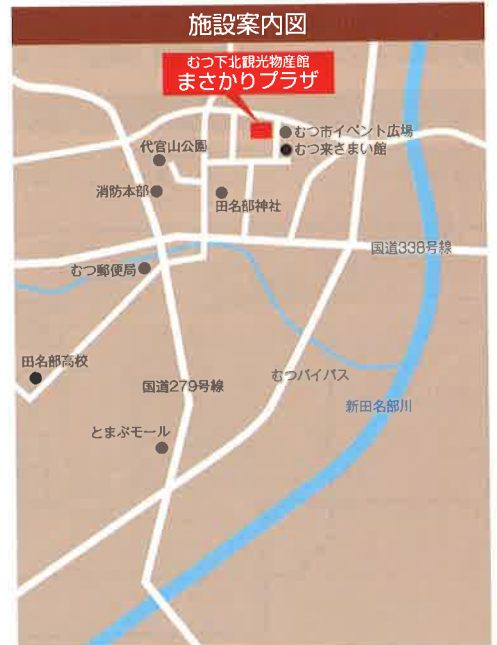 施設案内図
むつ下北観光物産館
まさかりプラザ
むつ市イベント広場
代官山公園
むつ来さまい館
消防本部
田名部神社
国道338号線
むつ郵便局
田名部高校
むつバイパス
国道279号線
新田名部川
とまぶモール